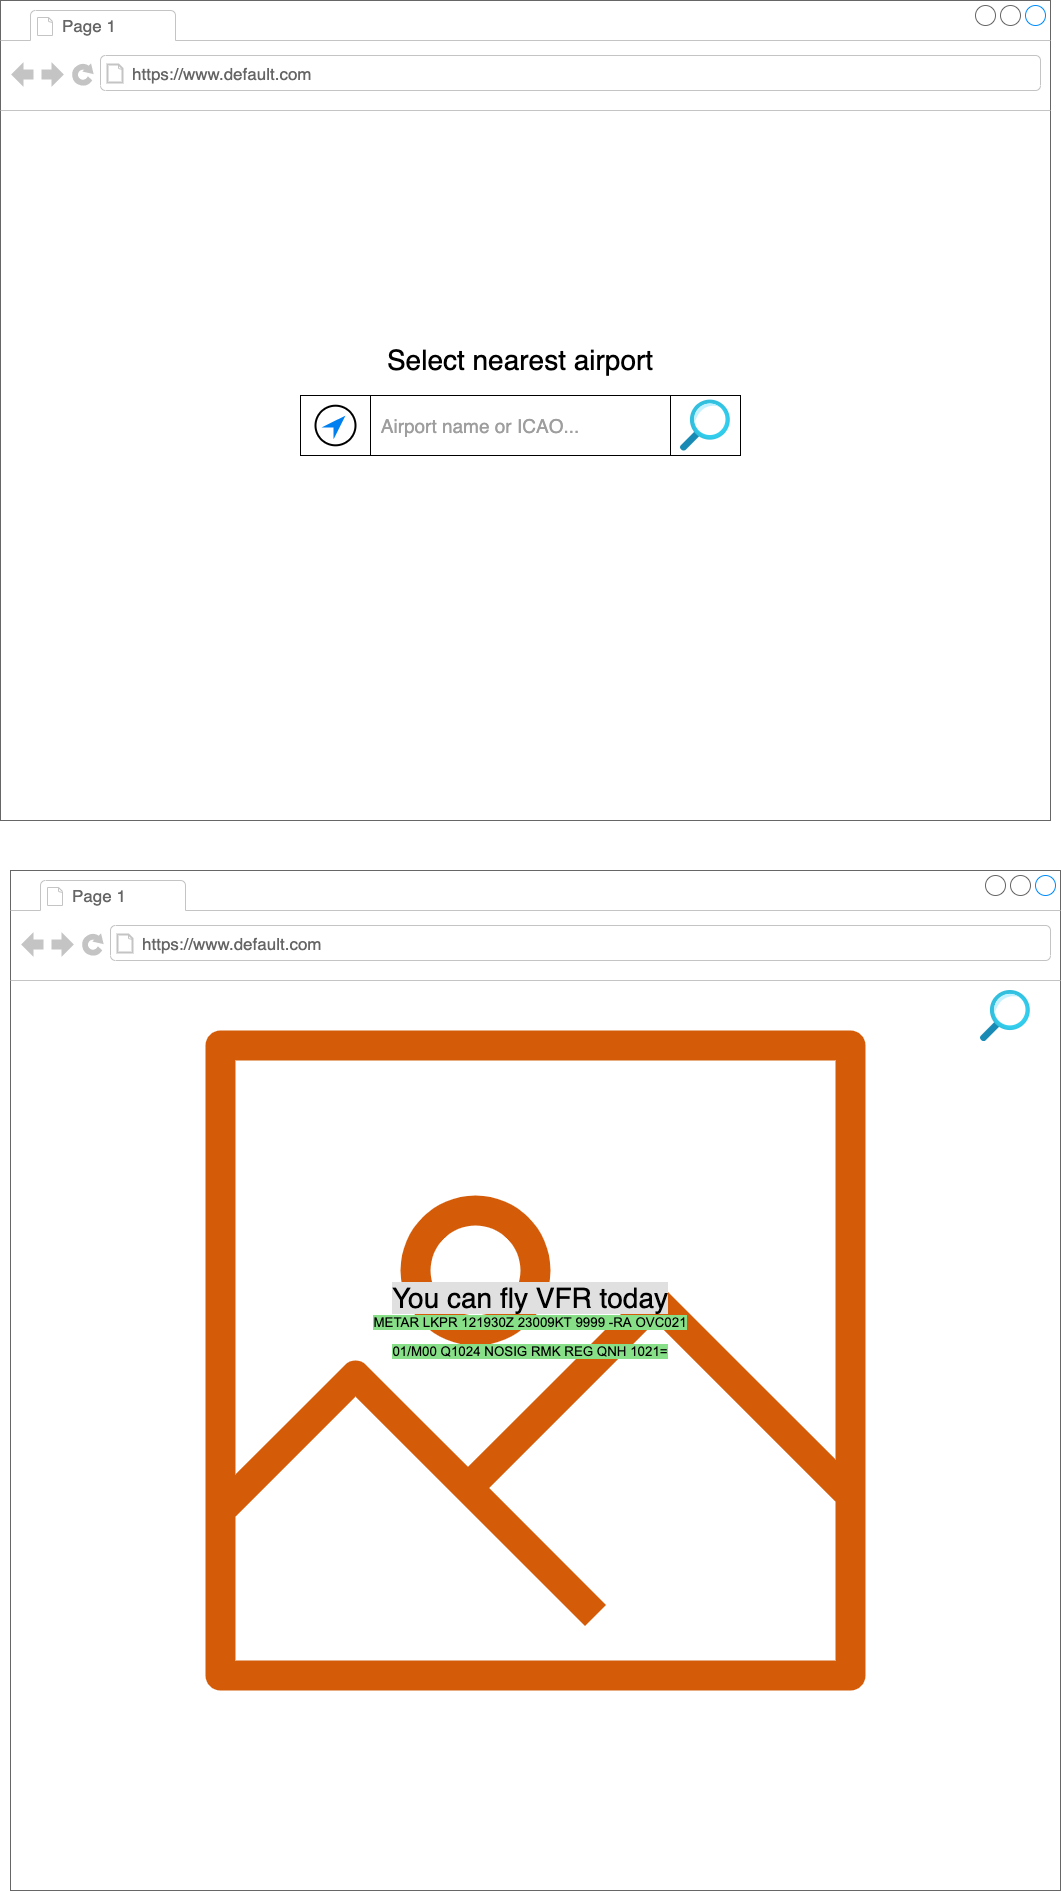 Page 1
https://www.default.com
Select nearest airport
Airport name or ICAO...
Page 1
https://www.default.com
You can fly VFR today
METAR LKPR 121930Z 23009KT 9999 -RA OVC021
01/M00 Q1024 NOSIG RMK REG QNH 1021=